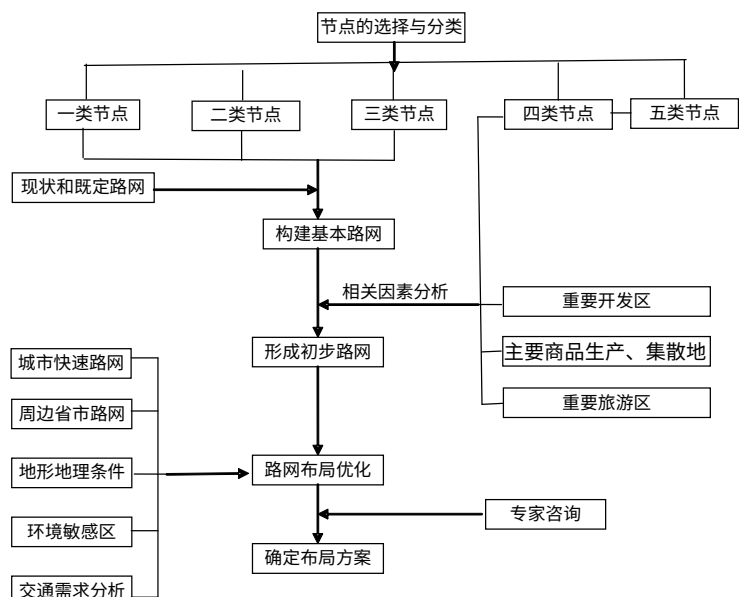 节点的选择与分类
一类节点
二类节点
三类节点
四类节点
五类节点
现状和既定路网
构建基本路网
相关因素分析
重要开发区
形成初步路网
主要商品生产、集散地
城市快速路网
重要旅游区
周边省市路网
路网布局优化
地形地理条件
专家咨询
环境敏感区
确定布局方案
交通需求分析